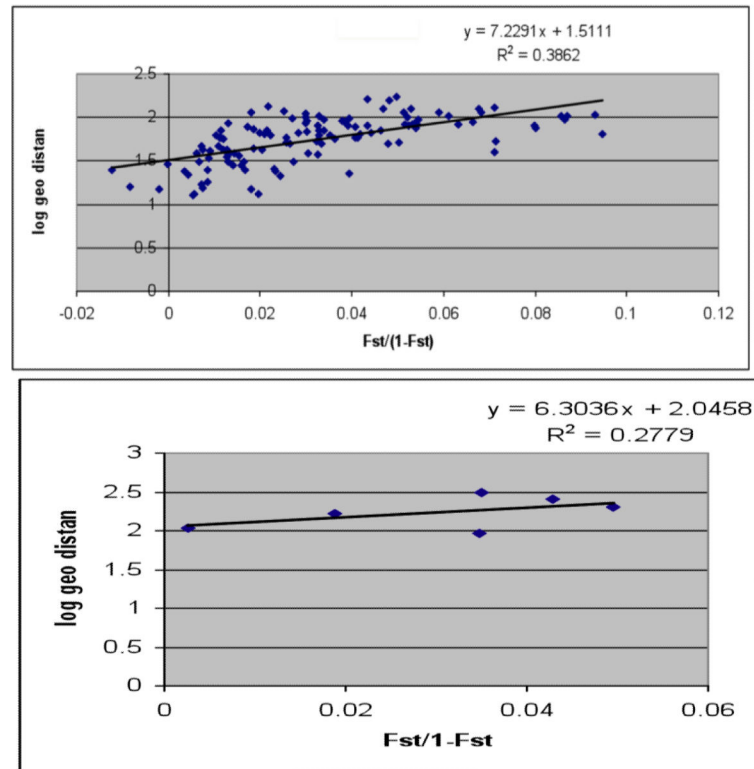 y = 7.2291x + 1.5111
R² = 0.3862
2.5
2
1.5
1
0.5
0
log geo distan
-0.02 0 0.02 0.04 0.06 0.08 0.1 0.12
Fst/(1-Fst)
y = 6.3036x + 2.0458
R² = 0.2779
3
2.5
2
1.5
1
0.5
0
log geo distan
0 0.02 0.04 0.06
Fst/1-Fst